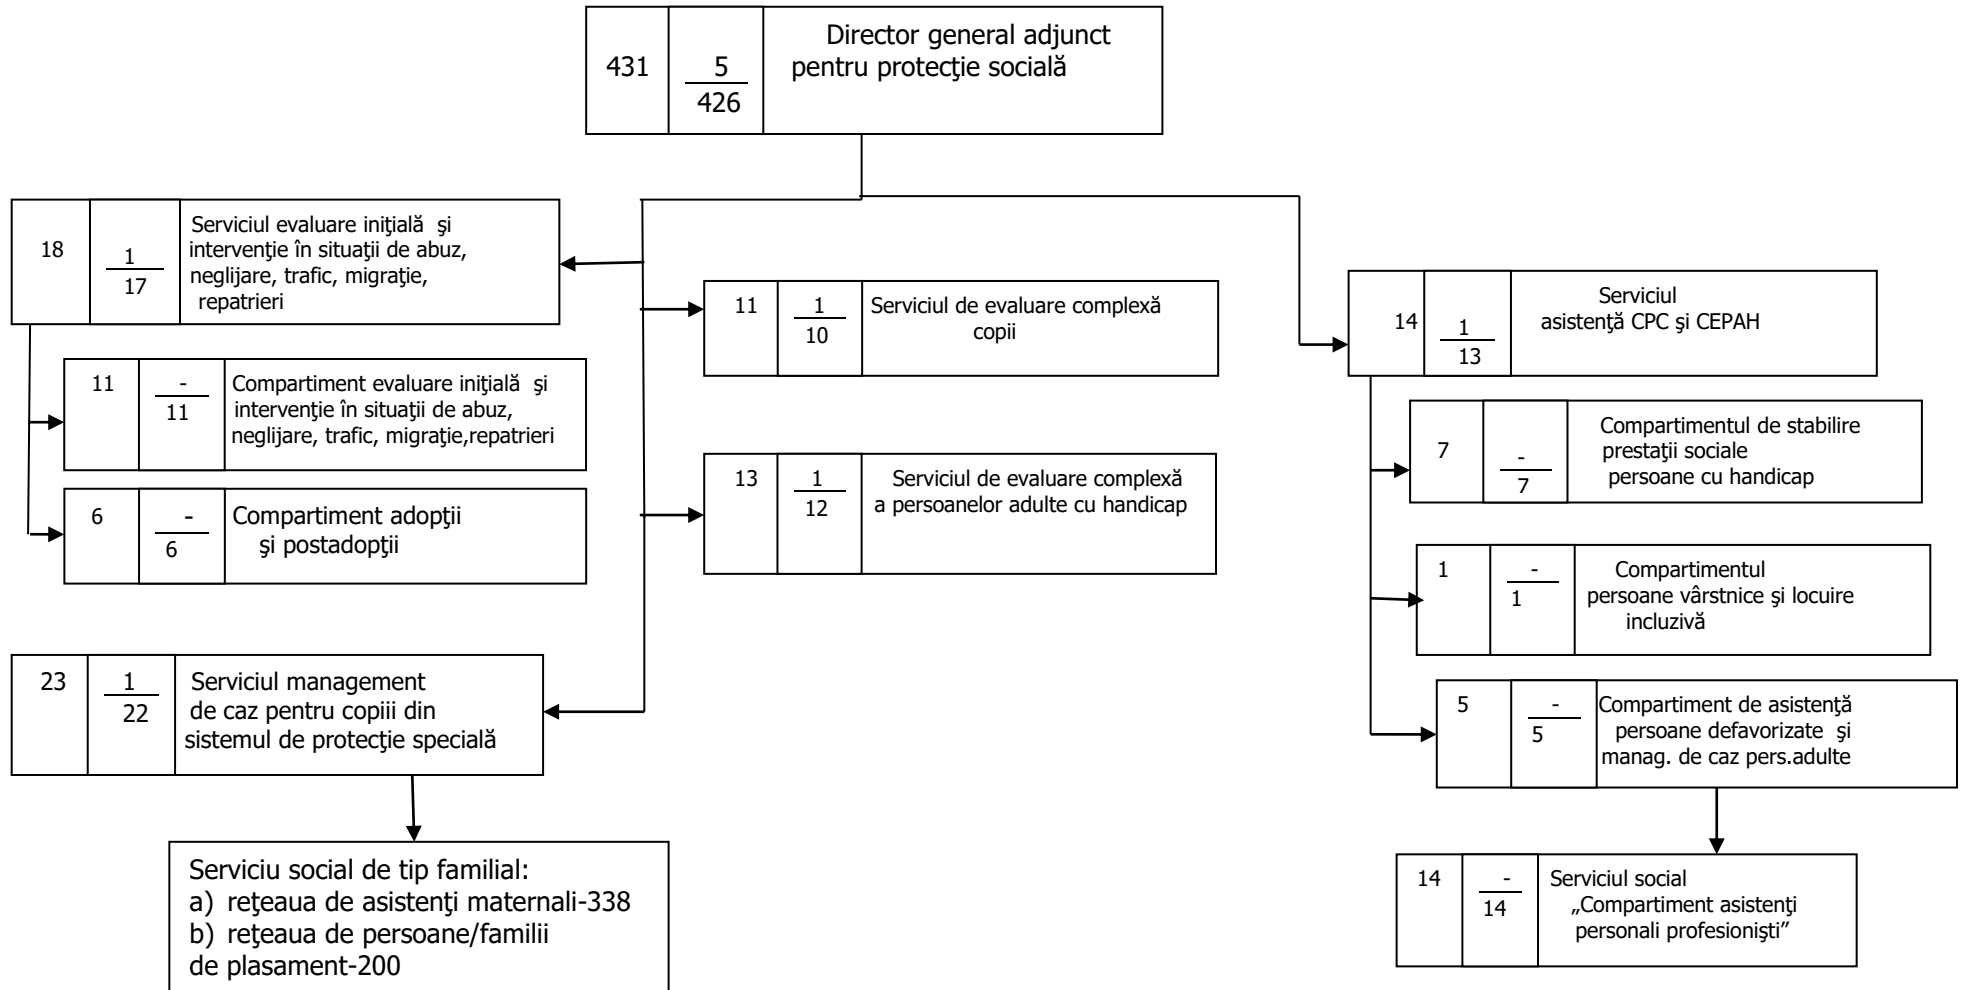 431
5
426
Director general adjunct
pentru protecţie socială
18
1
17
Serviciul evaluare iniţială şi
intervenţie în situaţii de abuz,
neglijare, trafic, migraţie,
repatrieri
11
-
11
Compartiment evaluare iniţială şi
intervenţie în situaţii de abuz,
neglijare, trafic, migraţie,repatrieri
6
-
6
Compartiment adopţii
şi postadopţii
23
1
22
Serviciul management
de caz pentru copiii din
sistemul de protecţie specială
Serviciu social de tip familial:
a) reţeaua de asistenţi maternali-338
b) reţeaua de persoane/familii
de plasament-200
11
1
10
Serviciul de evaluare complexă
copii
13
1
12
Serviciul de evaluare complexă
a persoanelor adulte cu handicap
14
1
13
Serviciul
asistenţă CPC şi CEPAH
7
-
7
Compartimentul de stabilire
prestaţii sociale
persoane cu handicap
1
-
1
Compartimentul
persoane vârstnice şi locuire
incluzivă
5
-
5
Compartiment de asistenţă
persoane defavorizate şi
manag. de caz pers.adulte
14
-
14
Serviciul social
„Compartiment asistenţi
personali profesionişti”